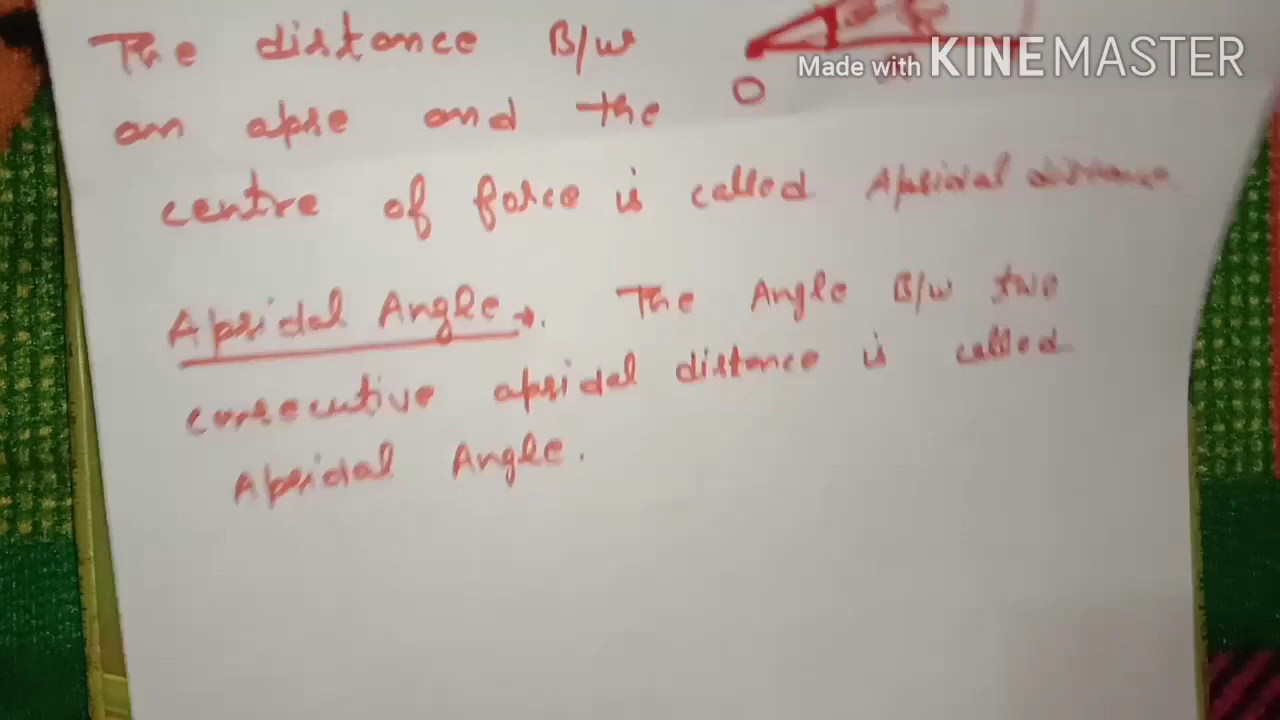 The distance B/w
an apse and the
O
Made with KINEMASTER
centre of force is called Apsidal distance
Apsidal Angle →. The Angle B/w two
consecutive apsidal distance is called
Apsidal Angle.